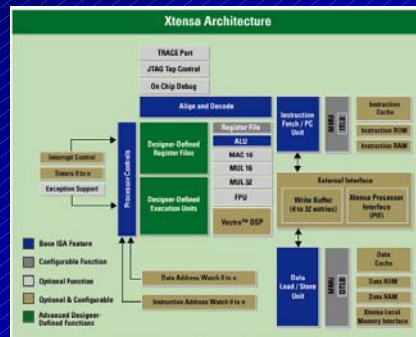 Xtensa Architecture
TRACE Port
JTAG Tap Control
On Chip Debug
Align and Decode
Processor Controls
Designer-Defined
Register Files
Designer-Defined
Execution Units
Register File
ALU
MAC 16
MUL 16
MUL 32
FPU
Vectra™ DSP
Interrupt Control
Timers 0 to n
Exception Support
Data Address Watch 0 to n
Instruction Address Watch 0 to n
Instruction
Fetch / PC
Unit
MMU
ITLB
Instruction
Cache
Instruction ROM
Instruction RAM
External Interface
Write Buffer
(4 to 32 entries)
Xtensa Processor
Interface
(PIF)
Data
Load / Store
Unit
MMU
DTLB
Data
Cache
Data ROM
Data RAM
Xtensa Local
Memory Interface
Base ISA Feature
Configurable Function
Optional Function
Optional & Configurable
Advanced Designer-
Defined Functions